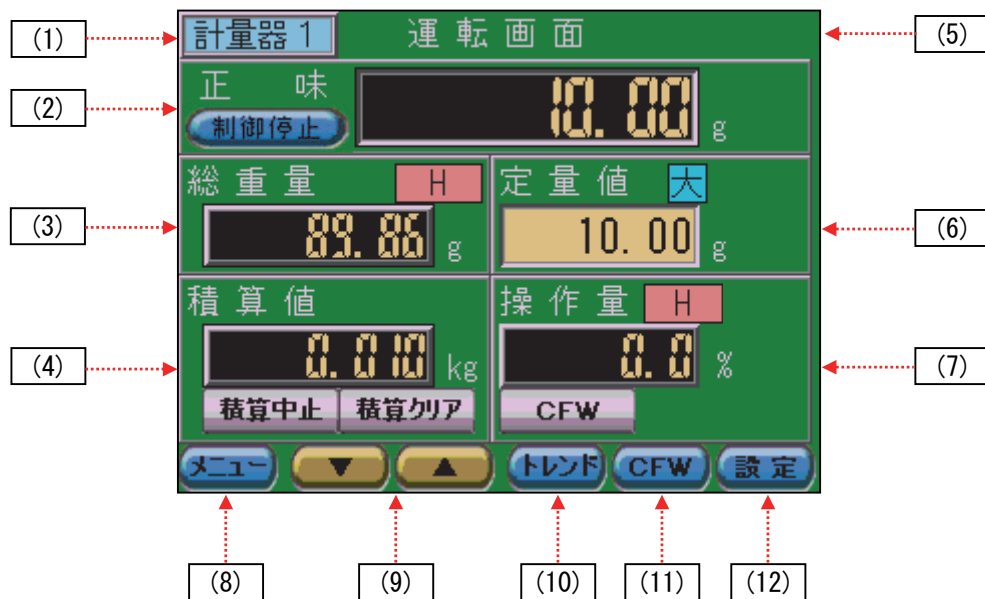 (1) 計量器1 運転画面 (5)
正味 10.00 g
(2) 制御停止
総重量 H 定量値 大
(3) 89.86 g 10.00 g (6)
積算値 操作量 H
(4) 0.010 kg 0.0 % (7)
積算中止 積算クリア CFW
メニュー ▼ ▲ トレンド CFW 設定
(8) (9) (10) (11) (12)